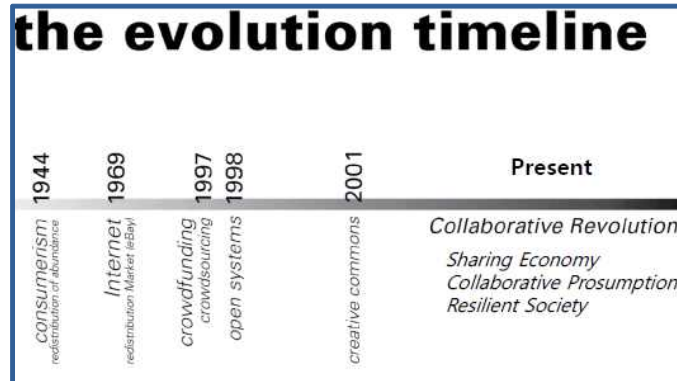 the evolution timeline
1944
1969
1997
1998
2001
Present
consumerism
redistribution of abundance
Internet
redistribution Market (eBay)
crowdfunding
crowdsourcing
open systems
creative commons
Collaborative Revolution
Sharing Economy
Collaborative Prosumption
Resilient Society